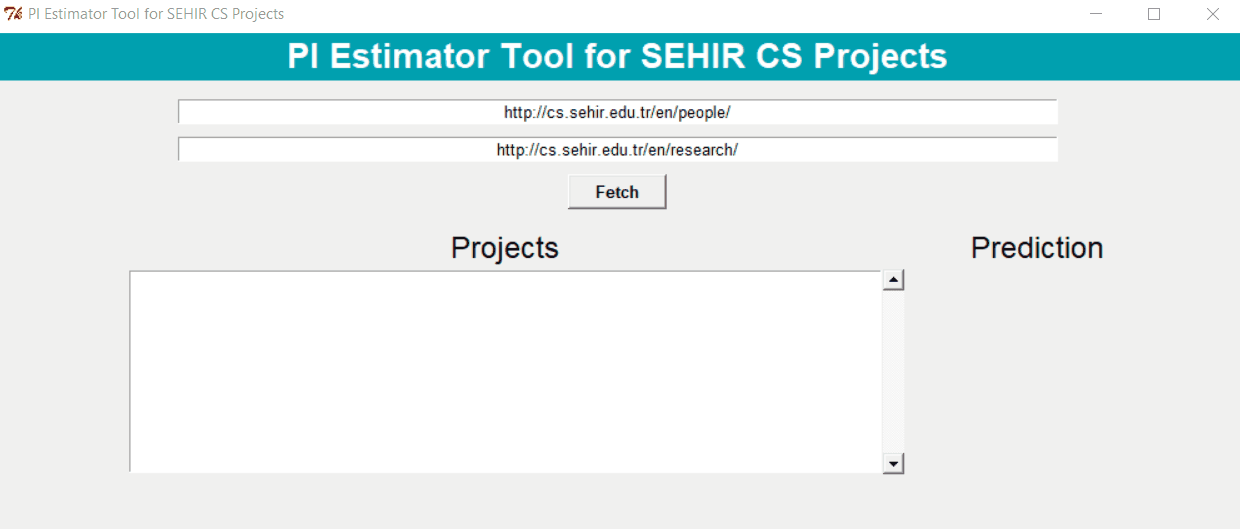 PI Estimator Tool for SEHIR CS Projects
PI Estimator Tool for SEHIR CS Projects
http://cs.sehir.edu.tr/en/people/
http://cs.sehir.edu.tr/en/research/
Fetch
Projects
Prediction